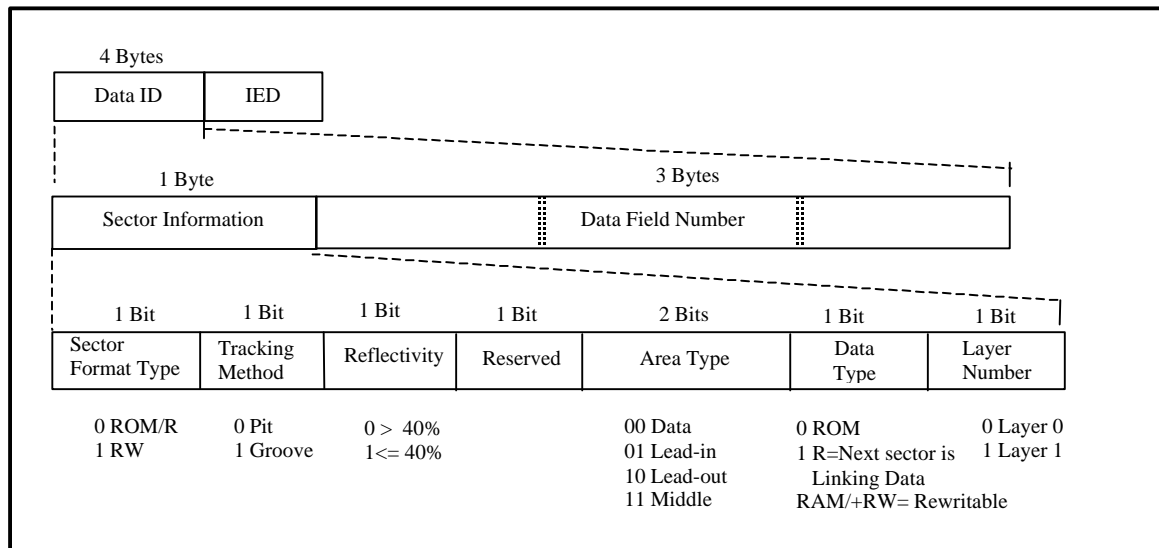 4 Bytes
Data ID IED
1 Byte 3 Bytes
Sector Information Data Field Number
1 Bit 1 Bit 1 Bit 1 Bit 2 Bits 1 Bit 1 Bit
Sector Format Type Tracking Method Reflectivity Reserved Area Type Data Type Layer Number
0 ROM/R 0 Pit 0 > 40% 00 Data 0 ROM 0 Layer 0
1 RW 1 Groove 1<= 40% 01 Lead-in 1 R=Next sector is 1 Layer 1
10 Lead-out Linking Data
11 Middle RAM/+RW= Rewritable